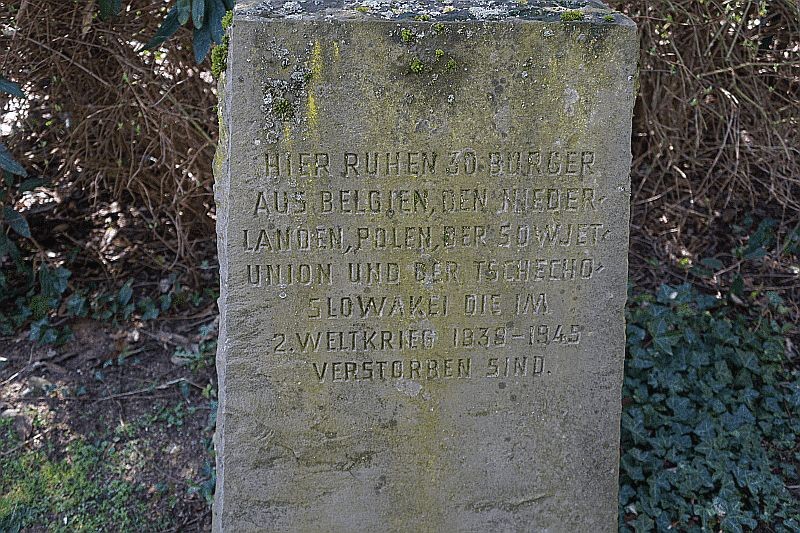 HIER RUHEN 30 BÜRGER
AUS BELGIEN, DEN NIEDER-
LANDEN, POLEN, DER SOWJET-
UNION UND DER TSCHECHO-
SLOWAKEI DIE IM
2. WELTKRIEG 1939-1945
VERSTORBEN SIND.